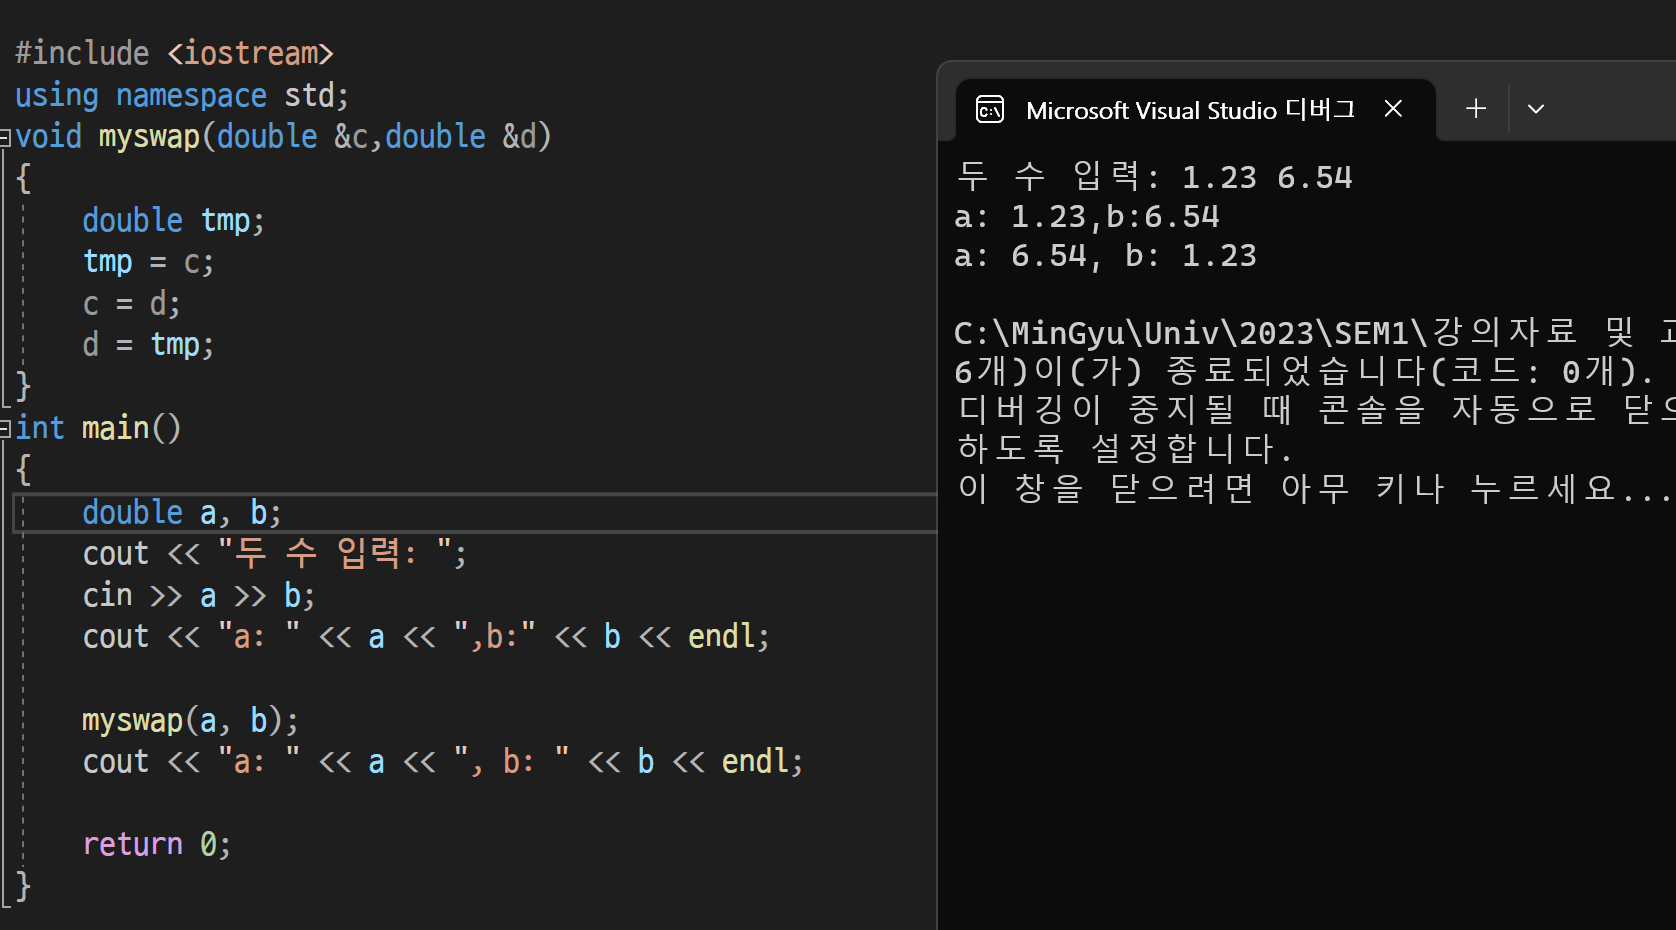 #include <iostream>
using namespace std;
void myswap(double &c,double &d)
{
double tmp;
tmp = c;
c = d;
d = tmp;
}
int main()
{
double a, b;
cout << "두 수 입력: ";
cin >> a >> b;
cout << "a: " << a << ",b:" << b << endl;
myswap(a, b);
cout << "a: " << a << ", b: " << b << endl;
return 0;
}
Microsoft Visual Studio 디버그
두 수 입력: 1.23 6.54
a: 1.23,b:6.54
a: 6.54, b: 1.23
C:\MinGyu\Univ\2023\SEM1\강의자료 및
6개)이(가) 종료되었습니다(코드: 0개).
디버깅이 중지될 때 콘솔을 자동으로
하도록 설정합니다.
이 창을 닫으려면 아무 키나 누르세요...